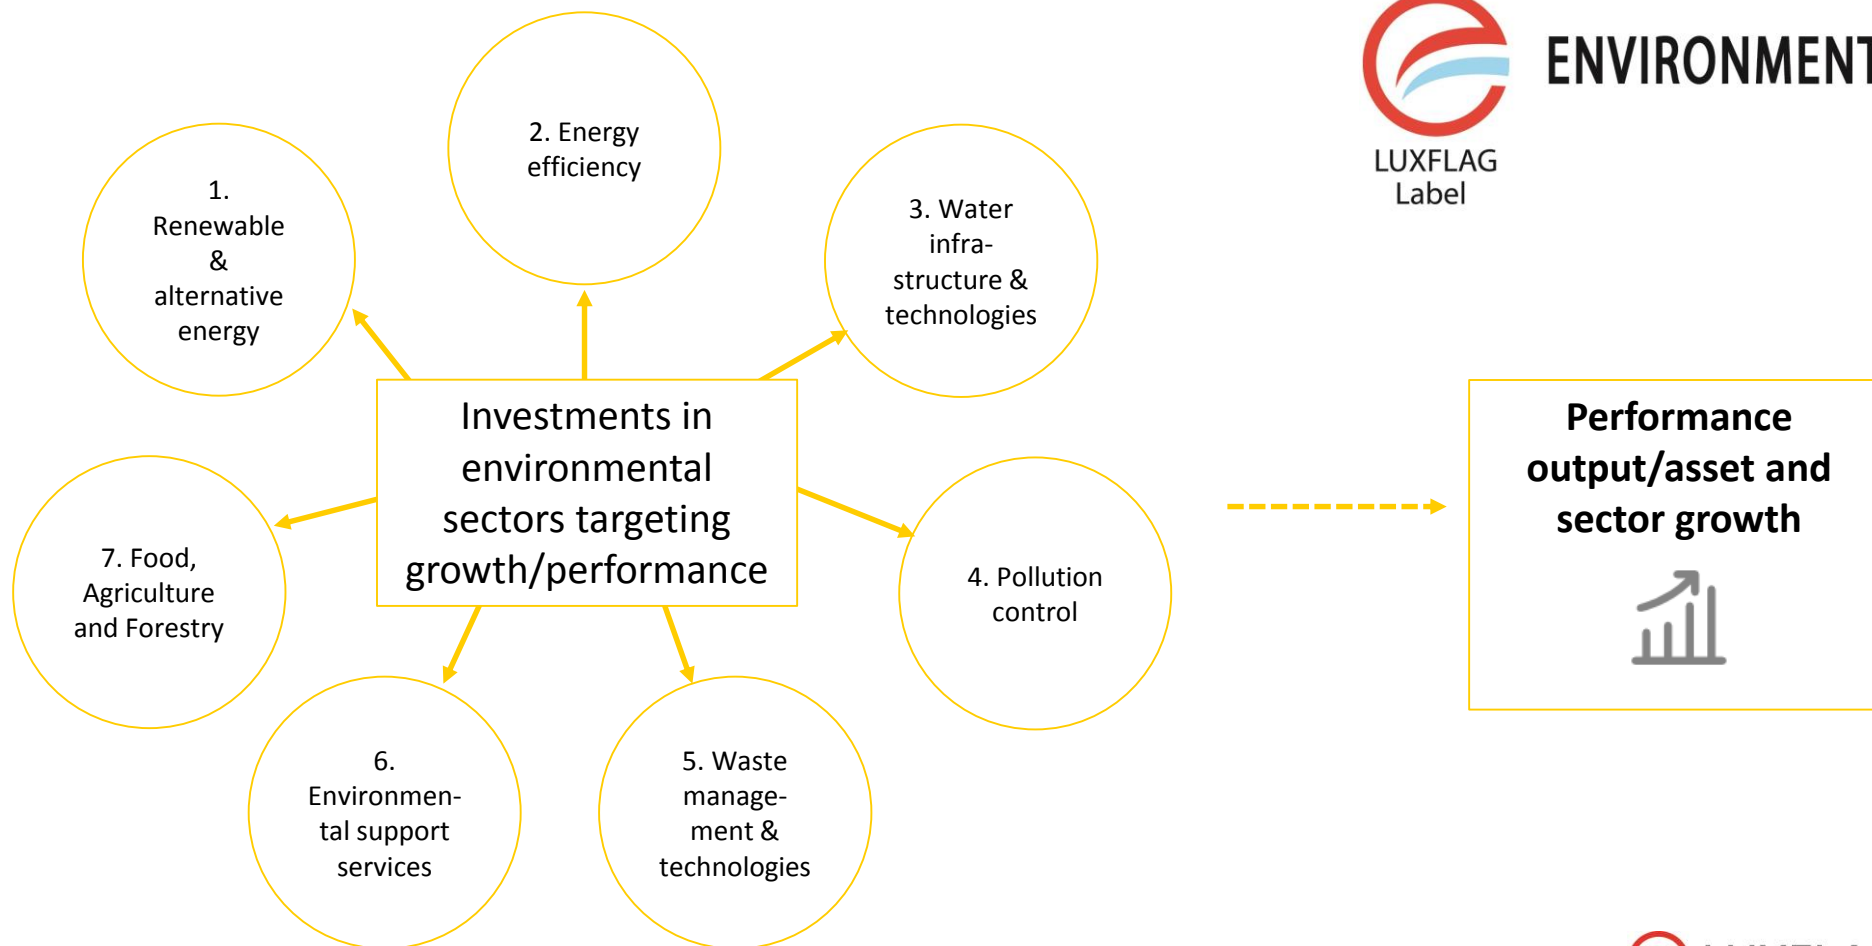 ENVIRONMENT
LUXFLAG
Label
2. Energy
efficiency
1.
Renewable
&
alternative
energy
3. Water
infra-
structure &
technologies
Investments in
environmental
sectors targeting
growth/performance
Performance
output/asset and
sector growth
7. Food,
Agriculture
and Forestry
4. Pollution
control
6.
Environmen-
tal support
services
5. Waste
manage-
ment &
technologies